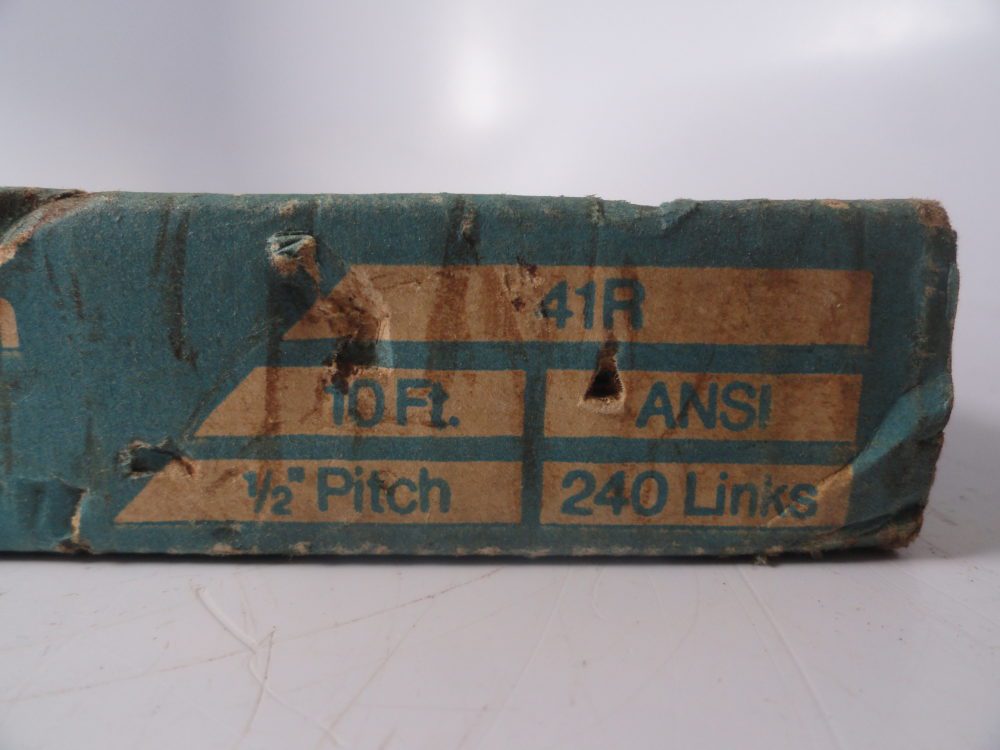 41R
10 Ft. ANSI
½" Pitch 240 Links